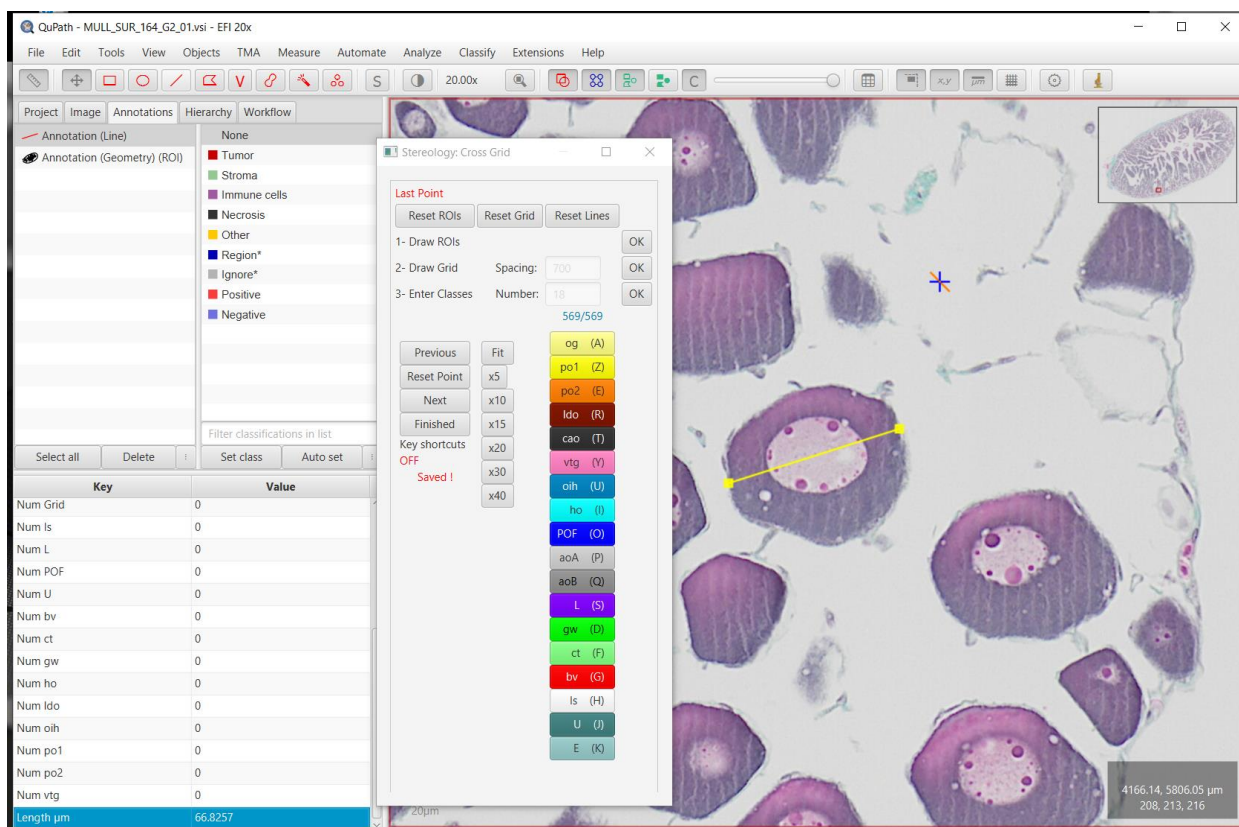 QuPath - MULL_SUR_164_G2_01.vsi - EFI 20x
File Edit Tools View Objects TMA Measure Automate Analyze Classify Extensions Help
S 20.00x C x,y µm
Project Image Annotations Hierarchy Workflow
Annotation (Line)
Annotation (Geometry) (ROI)
None
Tumor
Stroma
Immune cells
Necrosis
Other
Region*
Ignore*
Positive
Negative
Filter classifications in list
Select all Delete Set class Auto set
Key Value
Num Grid 0
Num ls 0
Num L 0
Num POF 0
Num U 0
Num bv 0
Num ct 0
Num gw 0
Num ho 0
Num ldo 0
Num oih 0
Num po1 0
Num po2 0
Num vtg 0
Length µm 66.8257
Stereology: Cross Grid
Last Point
Reset ROIs Reset Grid Reset Lines
1- Draw ROIs OK
2- Draw Grid Spacing: 700 OK
3- Enter Classes Number: 18 OK
569/569
Previous
Reset Point
Next
Finished
Key shortcuts
OFF
Saved !
Fit
x5
x10
x15
x20
x30
x40
og (A)
po1 (Z)
po2 (E)
ldo (R)
cao (T)
vtg (Y)
oih (U)
ho (I)
POF (O)
aoA (P)
aoB (Q)
L (S)
gw (D)
ct (F)
bv (G)
ls (H)
U (J)
E (K)
20µm
4166.14, 5806.05 µm
208, 213, 216